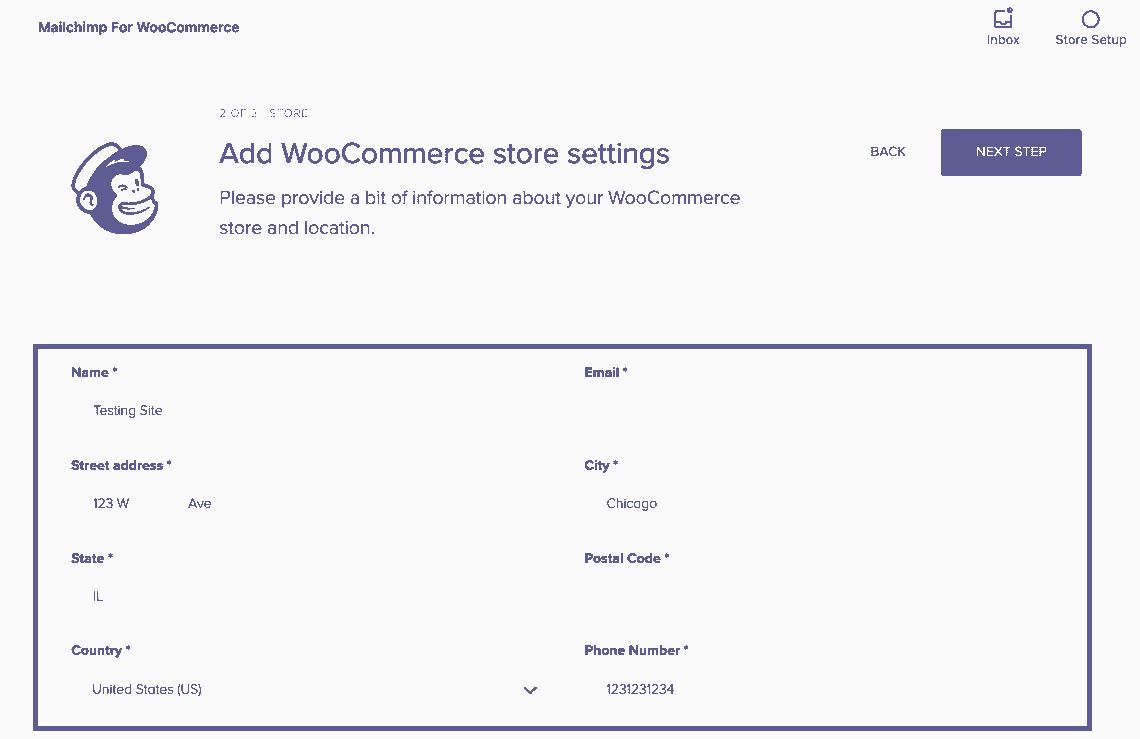 Mailchimp For WooCommerce
Inbox
Store Setup
2 OF 3 STORE
Add WooCommerce store settings
BACK
NEXT STEP
Please provide a bit of information about your WooCommerce
store and location.
Name *
Email *
Testing Site
Street address *
City *
123 W Ave
Chicago
State *
Postal Code *
IL
Country *
Phone Number *
United States (US)
1231231234